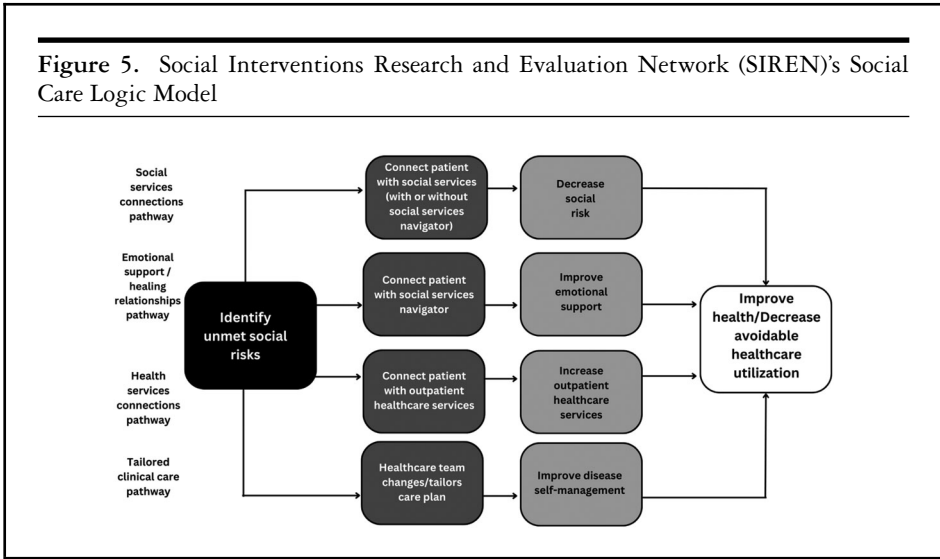 Figure 5. Social Interventions Research and Evaluation Network (SIREN)'s Social
Care Logic Model
Social
services
connections
pathway
Connect patient
with social services
(with or without
social services
navigator)
Decrease
social
risk
Emotional
support /
healing
relationships
pathway
Identify
unmet social
risks
Connect patient
with social services
navigator
Improve
emotional
support
Improve
health/Decrease
avoidable
healthcare
utilization
Health
services
connections
pathway
Connect patient
with outpatient
healthcare services
Increase
outpatient
healthcare
services
Tailored
clinical care
pathway
Healthcare team
changes/tailors
care plan
Improve disease
self-management